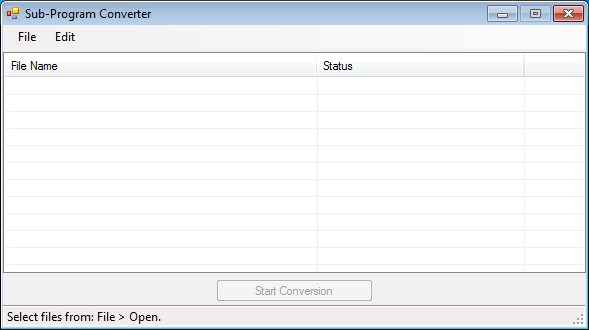 Sub-Program Converter
File Edit
File Name Status
Start Conversion
Select files from: File > Open.